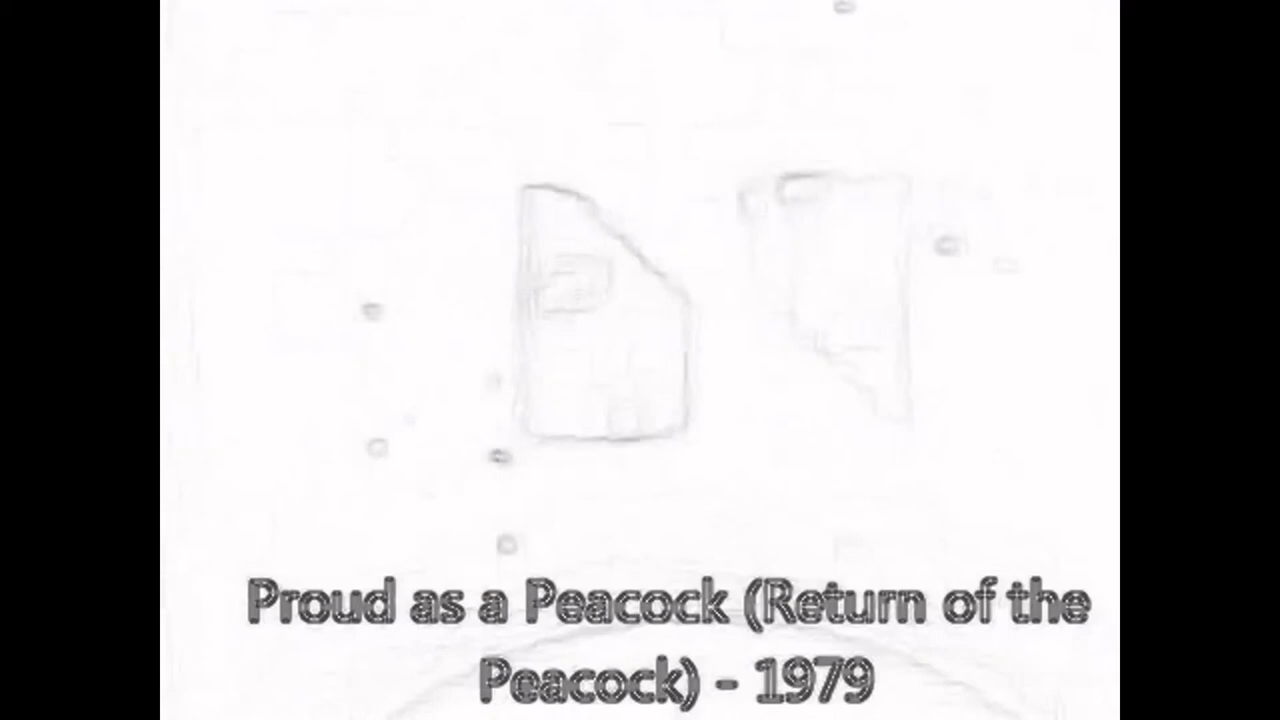 Proud as a Peacock (Return of the
Peacock) - 1979